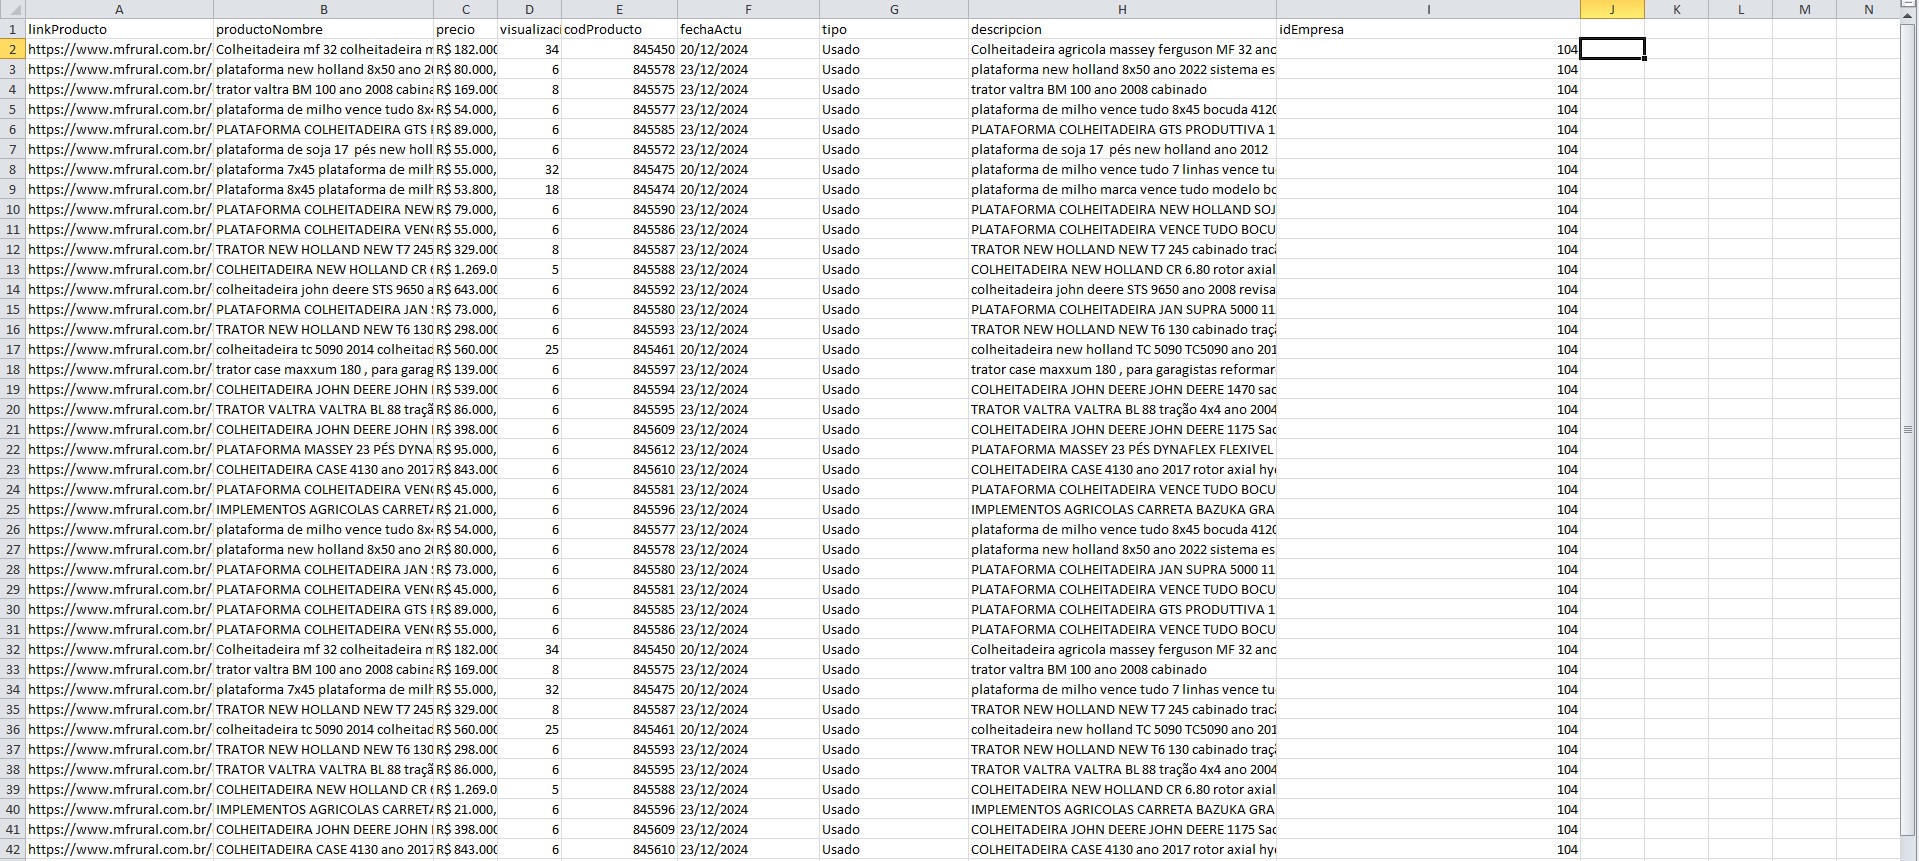 A B C D E F G H I J K L M N
1 linkProducto productoNombre precio visualizaci codProducto fechaActu tipo descripcion idEmpresa
2 https://www.mfrural.com.br/ Colheitadeira mf 32 colheitadeira m R$ 182.000 34 845450 20/12/2024 Usado Colheitadeira agricola massey ferguson MF 32 ano 104
3 https://www.mfrural.com.br/ plataforma new holland 8x50 ano 20 R$ 80.000, 6 845578 23/12/2024 Usado plataforma new holland 8x50 ano 2022 sistema es 104
4 https://www.mfrural.com.br/ trator valtra BM 100 ano 2008 cabina R$ 169.000 8 845575 23/12/2024 Usado trator valtra BM 100 ano 2008 cabinado 104
5 https://www.mfrural.com.br/ plataforma de milho vence tudo 8x4 R$ 54.000, 6 845577 23/12/2024 Usado plataforma de milho vence tudo 8x45 bocuda 4120 104
6 https://www.mfrural.com.br/ PLATAFORMA COLHEITADEIRA GTS R$ 89.000, 6 845585 23/12/2024 Usado PLATAFORMA COLHEITADEIRA GTS PRODUTTIVA 1 104
7 https://www.mfrural.com.br/ plataforma de soja 17 pés new holl R$ 55.000, 6 845572 23/12/2024 Usado plataforma de soja 17 pés new holland ano 2012 104
8 https://www.mfrural.com.br/ plataforma 7x45 plataforma de milh R$ 55.000, 32 845475 20/12/2024 Usado plataforma de milho vence tudo 7 linhas vence tu 104
9 https://www.mfrural.com.br/ Plataforma 8x45 plataforma de milh R$ 53.800, 18 845474 20/12/2024 Usado plataforma de milho marca vence tudo modelo bo 104
10 https://www.mfrural.com.br/ PLATAFORMA COLHEITADEIRA NEW R$ 79.000, 6 845590 23/12/2024 Usado PLATAFORMA COLHEITADEIRA NEW HOLLAND SOJ 104
11 https://www.mfrural.com.br/ PLATAFORMA COLHEITADEIRA VEN R$ 55.000, 6 845586 23/12/2024 Usado PLATAFORMA COLHEITADEIRA VENCE TUDO BOCU 104
12 https://www.mfrural.com.br/ TRATOR NEW HOLLAND NEW T7 245 R$ 329.000 8 845587 23/12/2024 Usado TRATOR NEW HOLLAND NEW T7 245 cabinado traç 104
13 https://www.mfrural.com.br/ COLHEITADEIRA NEW HOLLAND CR 6 R$ 1.269.0 5 845588 23/12/2024 Usado COLHEITADEIRA NEW HOLLAND CR 6.80 rotor axial 104
14 https://www.mfrural.com.br/ colheitadeira john deere STS 9650 a R$ 643.000 6 845592 23/12/2024 Usado colheitadeira john deere STS 9650 ano 2008 revisa 104
15 https://www.mfrural.com.br/ PLATAFORMA COLHEITADEIRA JAN R$ 73.000, 6 845580 23/12/2024 Usado PLATAFORMA COLHEITADEIRA JAN SUPRA 5000 11 104
16 https://www.mfrural.com.br/ TRATOR NEW HOLLAND NEW T6 130 R$ 298.000 6 845593 23/12/2024 Usado TRATOR NEW HOLLAND NEW T6 130 cabinado traç 104
17 https://www.mfrural.com.br/ colheitadeira tc 5090 2014 colheitad R$ 560.000 25 845461 20/12/2024 Usado colheitadeira new holland TC 5090 TC5090 ano 201 104
18 https://www.mfrural.com.br/ trator case maxxum 180 , para garag R$ 139.000 6 845597 23/12/2024 Usado trator case maxxum 180 , para garagistas reformar 104
19 https://www.mfrural.com.br/ COLHEITADEIRA JOHN DEERE JOHN R$ 539.000 6 845594 23/12/2024 Usado COLHEITADEIRA JOHN DEERE JOHN DEERE 1470 sac 104
20 https://www.mfrural.com.br/ TRATOR VALTRA VALTRA BL 88 traçã R$ 86.000, 6 845595 23/12/2024 Usado TRATOR VALTRA VALTRA BL 88 tração 4x4 ano 2004 104
21 https://www.mfrural.com.br/ COLHEITADEIRA JOHN DEERE JOHN R$ 398.000 6 845609 23/12/2024 Usado COLHEITADEIRA JOHN DEERE JOHN DEERE 1175 Sac 104
22 https://www.mfrural.com.br/ PLATAFORMA MASSEY 23 PÉS DYNA R$ 95.000, 6 845612 23/12/2024 Usado PLATAFORMA MASSEY 23 PÉS DYNAFLEX FLEXIVEL 104
23 https://www.mfrural.com.br/ COLHEITADEIRA CASE 4130 ano 2017 R$ 843.000 6 845610 23/12/2024 Usado COLHEITADEIRA CASE 4130 ano 2017 rotor axial hy 104
24 https://www.mfrural.com.br/ PLATAFORMA COLHEITADEIRA VEN R$ 45.000, 6 845581 23/12/2024 Usado PLATAFORMA COLHEITADEIRA VENCE TUDO BOCU 104
25 https://www.mfrural.com.br/ IMPLEMENTOS AGRICOLAS CARRETA R$ 21.000, 6 845596 23/12/2024 Usado IMPLEMENTOS AGRICOLAS CARRETA BAZUKA GRA 104
26 https://www.mfrural.com.br/ plataforma de milho vence tudo 8x4 R$ 54.000, 6 845577 23/12/2024 Usado plataforma de milho vence tudo 8x45 bocuda 4120 104
27 https://www.mfrural.com.br/ plataforma new holland 8x50 ano 20 R$ 80.000, 6 845578 23/12/2024 Usado plataforma new holland 8x50 ano 2022 sistema es 104
28 https://www.mfrural.com.br/ PLATAFORMA COLHEITADEIRA JAN R$ 73.000, 6 845580 23/12/2024 Usado PLATAFORMA COLHEITADEIRA JAN SUPRA 5000 11 104
29 https://www.mfrural.com.br/ PLATAFORMA COLHEITADEIRA VEN R$ 45.000, 6 845581 23/12/2024 Usado PLATAFORMA COLHEITADEIRA VENCE TUDO BOCU 104
30 https://www.mfrural.com.br/ PLATAFORMA COLHEITADEIRA GTS R$ 89.000, 6 845585 23/12/2024 Usado PLATAFORMA COLHEITADEIRA GTS PRODUTTIVA 1 104
31 https://www.mfrural.com.br/ PLATAFORMA COLHEITADEIRA VEN R$ 55.000, 6 845586 23/12/2024 Usado PLATAFORMA COLHEITADEIRA VENCE TUDO BOCU 104
32 https://www.mfrural.com.br/ Colheitadeira mf 32 colheitadeira m R$ 182.000 34 845450 20/12/2024 Usado Colheitadeira agricola massey ferguson MF 32 ano 104
33 https://www.mfrural.com.br/ trator valtra BM 100 ano 2008 cabina R$ 169.000 8 845575 23/12/2024 Usado trator valtra BM 100 ano 2008 cabinado 104
34 https://www.mfrural.com.br/ plataforma 7x45 plataforma de milh R$ 55.000, 32 845475 20/12/2024 Usado plataforma de milho vence tudo 7 linhas vence tu 104
35 https://www.mfrural.com.br/ TRATOR NEW HOLLAND NEW T7 245 R$ 329.000 8 845587 23/12/2024 Usado TRATOR NEW HOLLAND NEW T7 245 cabinado traç 104
36 https://www.mfrural.com.br/ colheitadeira tc 5090 2014 colheitad R$ 560.000 25 845461 20/12/2024 Usado colheitadeira new holland TC 5090 TC5090 ano 201 104
37 https://www.mfrural.com.br/ TRATOR NEW HOLLAND NEW T6 130 R$ 298.000 6 845593 23/12/2024 Usado TRATOR NEW HOLLAND NEW T6 130 cabinado traç 104
38 https://www.mfrural.com.br/ TRATOR VALTRA VALTRA BL 88 traçã R$ 86.000, 6 845595 23/12/2024 Usado TRATOR VALTRA VALTRA BL 88 tração 4x4 ano 2004 104
39 https://www.mfrural.com.br/ COLHEITADEIRA NEW HOLLAND CR 6 R$ 1.269.0 5 845588 23/12/2024 Usado COLHEITADEIRA NEW HOLLAND CR 6.80 rotor axial 104
40 https://www.mfrural.com.br/ IMPLEMENTOS AGRICOLAS CARRETA R$ 21.000, 6 845596 23/12/2024 Usado IMPLEMENTOS AGRICOLAS CARRETA BAZUKA GRA 104
41 https://www.mfrural.com.br/ COLHEITADEIRA JOHN DEERE JOHN R$ 398.000 6 845609 23/12/2024 Usado COLHEITADEIRA JOHN DEERE JOHN DEERE 1175 Sac 104
42 https://www.mfrural.com.br/ COLHEITADEIRA CASE 4130 ano 2017 R$ 843.000 6 845610 23/12/2024 Usado COLHEITADEIRA CASE 4130 ano 2017 rotor axial hy 104